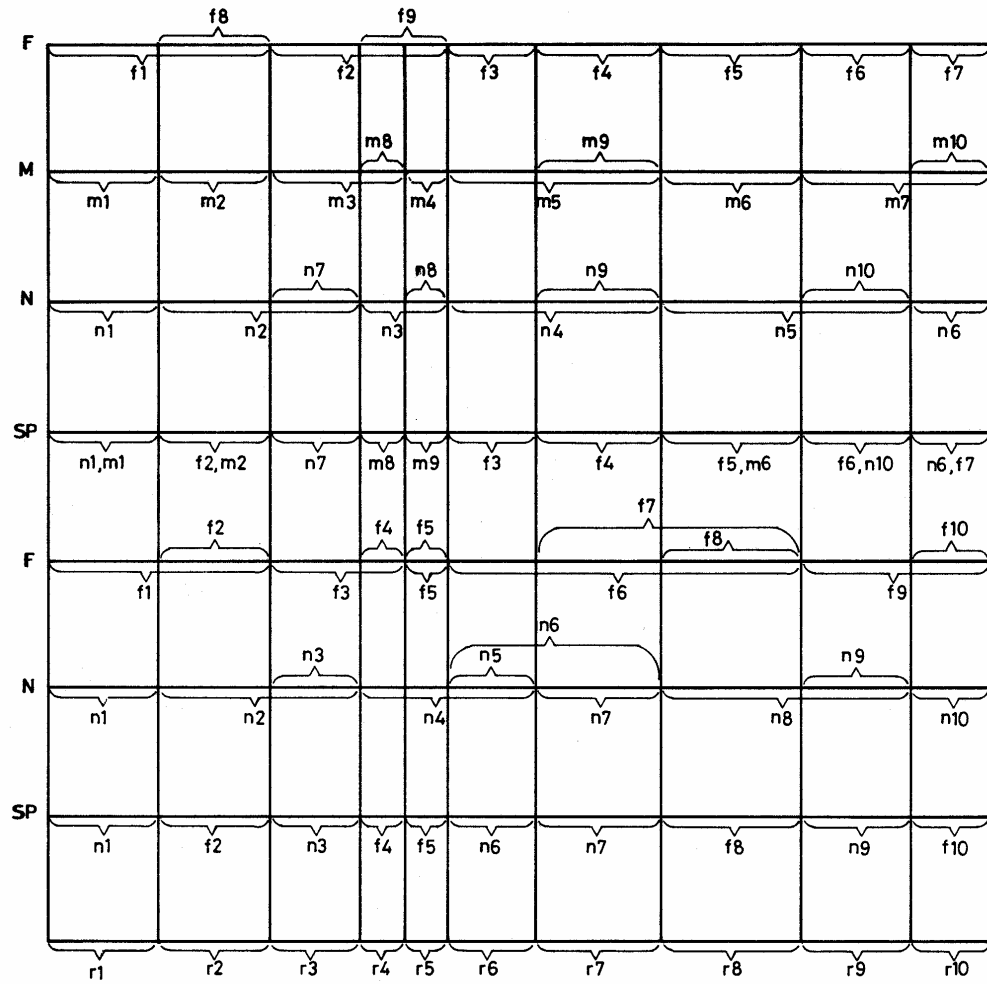 f8 f9
F
f1 f2 f3 f4 f5 f6 f7
m8 m9 m10
M
m1 m2 m3 m4 m5 m6 m7
n7 m8 n9 n10
N
n1 n2 n3 n4 n5 n6
SP
n1,m1 f2,m2 n7 m8 m9 f3 f4 f5,m6 f6,n10 n6,f7
f7
f2 f4 f5 f8 f10
F
f1 f3 f5 f6 f9
n6
n3 n5 n9
N
n1 n2 n4 n7 n8 n10
SP
n1 f2 n3 f4 f5 n6 n7 f8 n9 f10
r1 r2 r3 r4 r5 r6 r7 r8 r9 r10